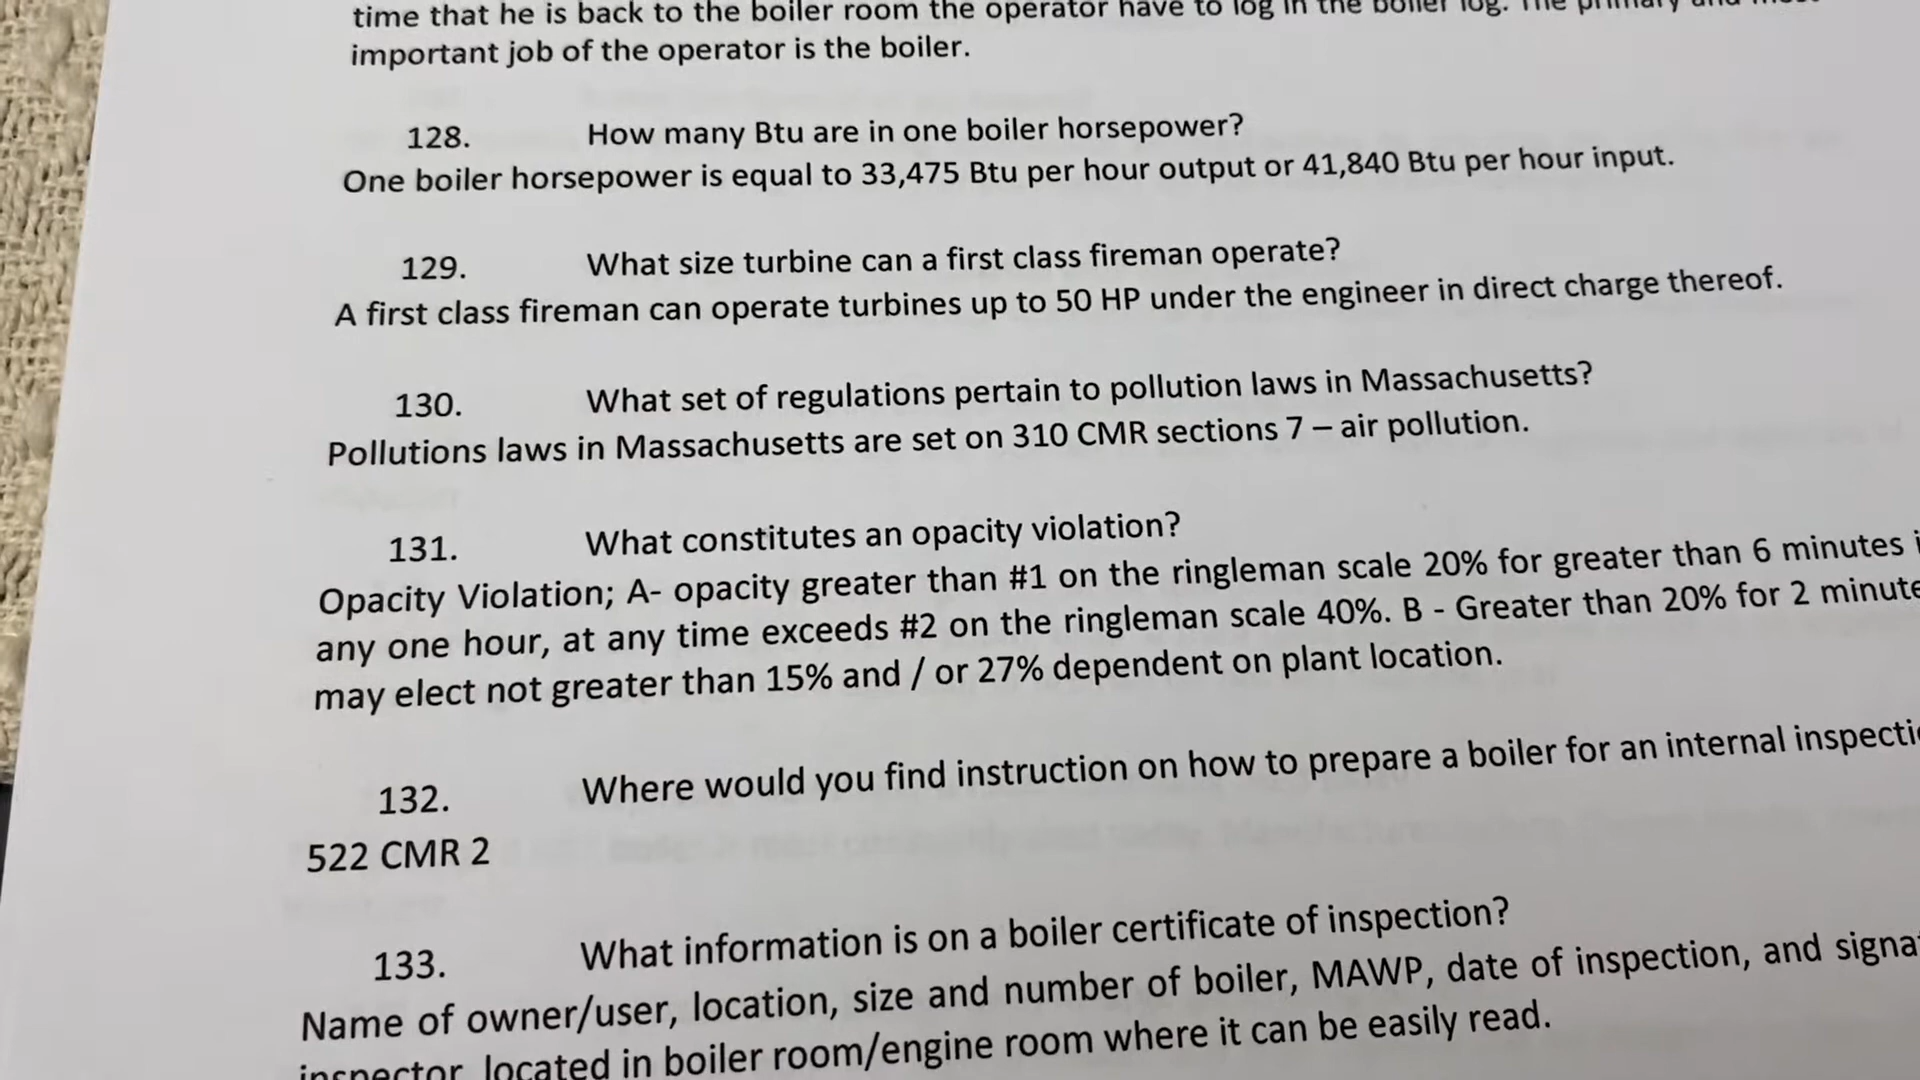 time that he is back to the boiler room the operator have to log in the boiler log. The primary and most
important job of the operator is the boiler.
128. How many Btu are in one boiler horsepower?
One boiler horsepower is equal to 33,475 Btu per hour output or 41,840 Btu per hour input.
129. What size turbine can a first class fireman operate?
A first class fireman can operate turbines up to 50 HP under the engineer in direct charge thereof.
130. What set of regulations pertain to pollution laws in Massachusetts?
Pollutions laws in Massachusetts are set on 310 CMR sections 7 – air pollution.
131. What constitutes an opacity violation?
Opacity Violation; A- opacity greater than #1 on the ringleman scale 20% for greater than 6 minutes i
any one hour, at any time exceeds #2 on the ringleman scale 40%. B - Greater than 20% for 2 minute
may elect not greater than 15% and / or 27% dependent on plant location.
132. Where would you find instruction on how to prepare a boiler for an internal inspecti
522 CMR 2
133. What information is on a boiler certificate of inspection?
Name of owner/user, location, size and number of boiler, MAWP, date of inspection, and signa
inspector, located in boiler room/engine room where it can be easily read.